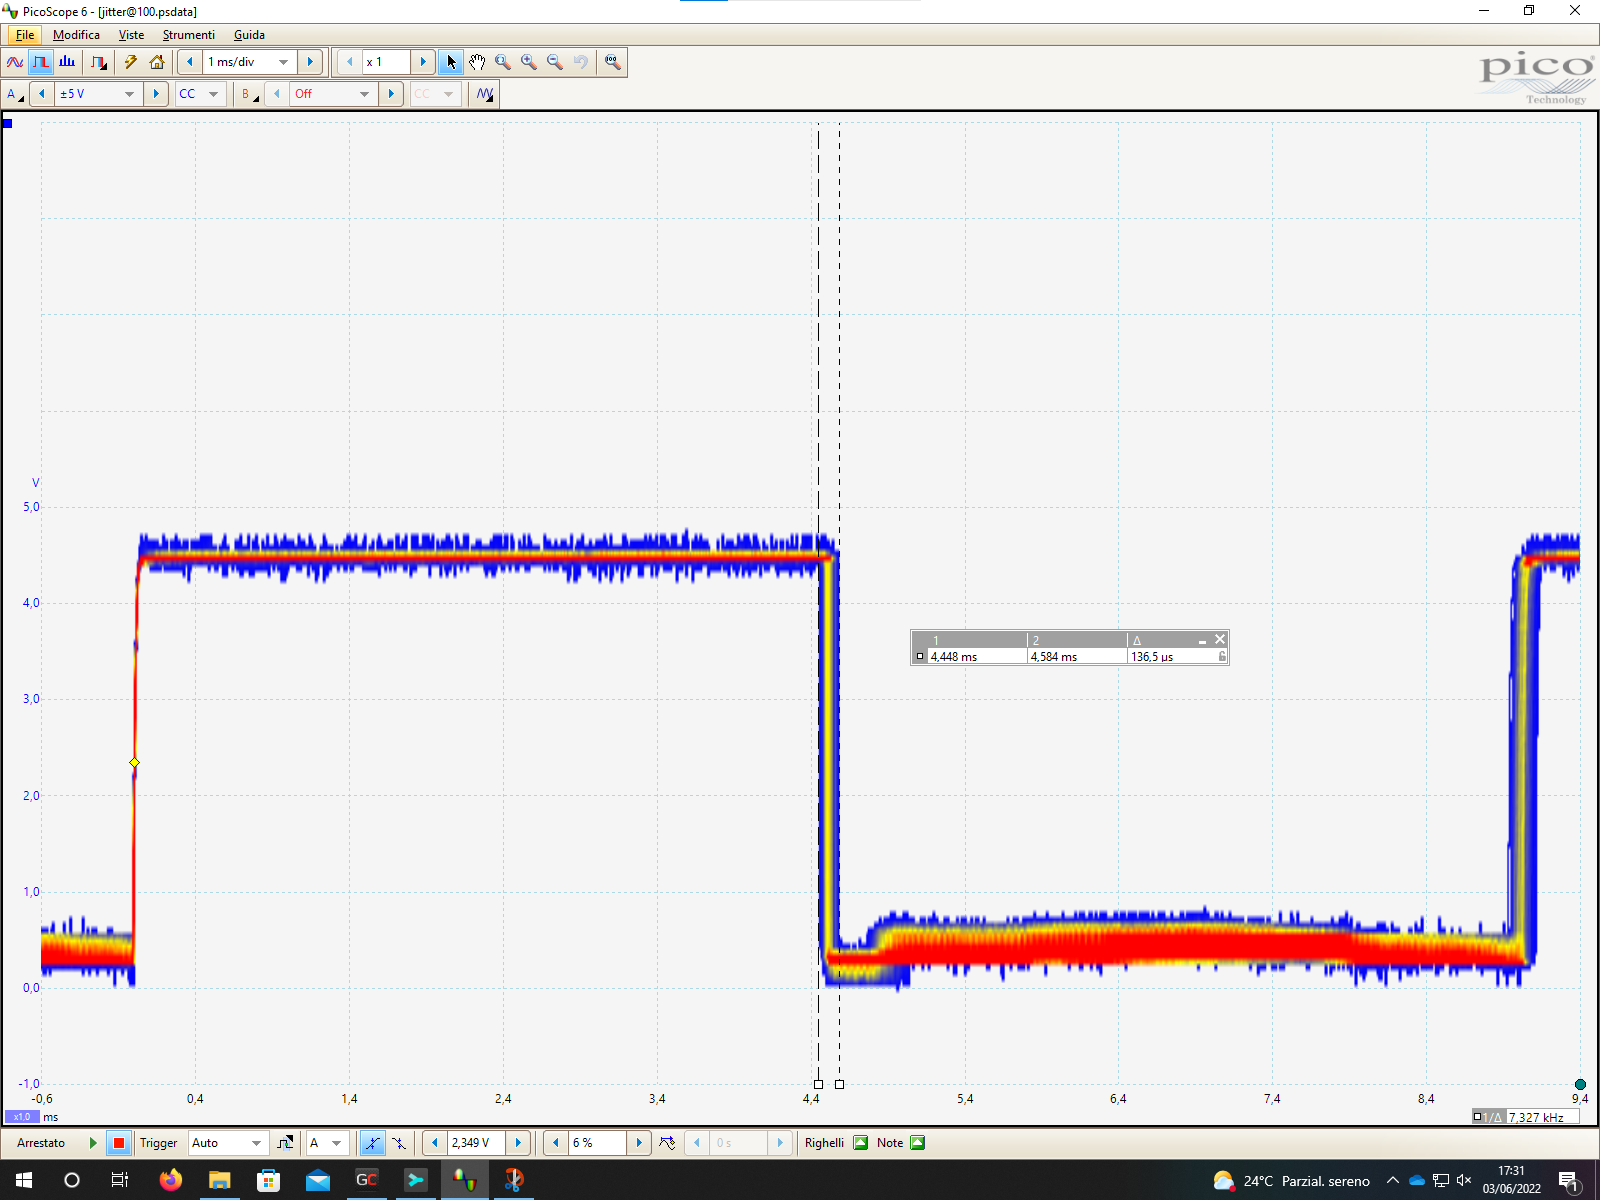 PicoScope 6 - [jitter@100.psdata]
File Modifica Viste Strumenti Guida
1 ms/div x 1
A ±5 V CC B Off CC
pico
Technology
V
5,0
4,0
3,0
2,0
1,0
0,0
-1,0
1 2 Δ
4,448 ms 4,584 ms 136,5 µs
-0,6 0,4 1,4 2,4 3,4 4,4 5,4 6,4 7,4 8,4 9,4
x1.0 ms
1/Δ 7,327 kHz
Arrestato Trigger Auto A 2,349 V 6 % 0 s Righelli Note
GC
24°C Parzial. sereno
17:31
03/06/2022
1